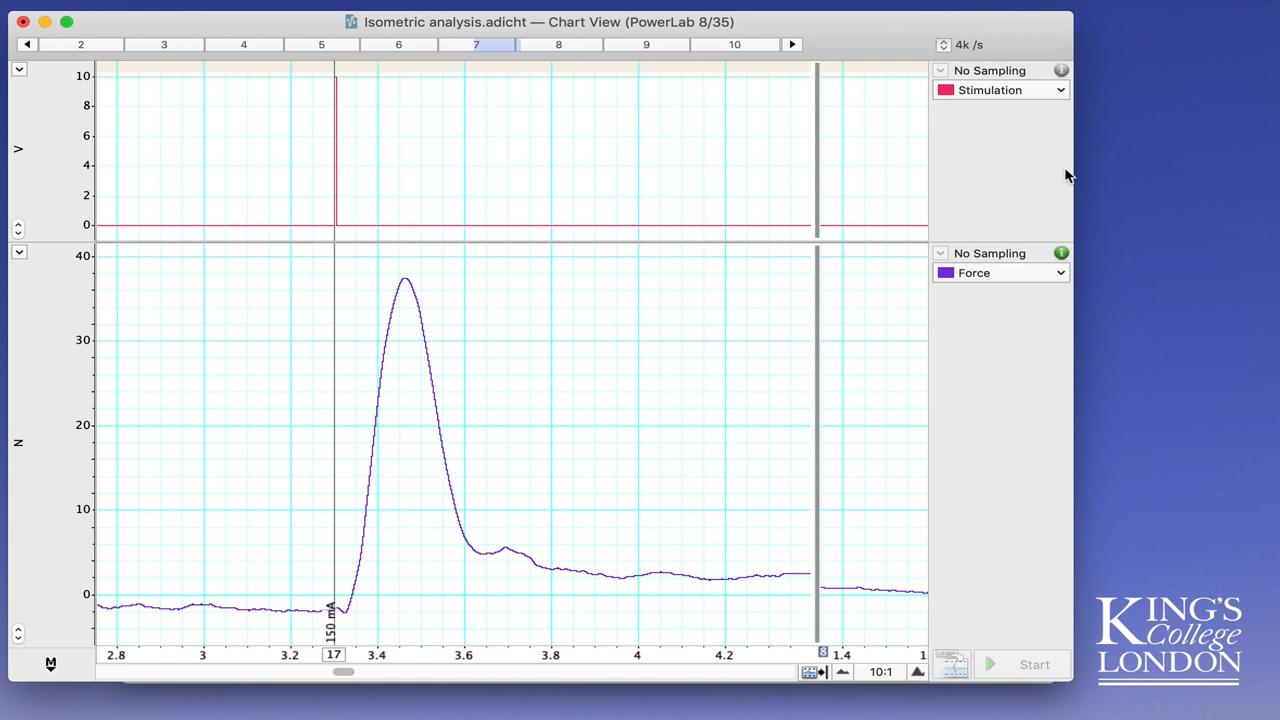 Isometric analysis.adicht — Chart View (PowerLab 8/35)
2 3 4 5 6 7 8 9 10
4k /s
No Sampling
Stimulation
10
8
6
4
2
0
V
No Sampling
Force
40
30
20
10
0
N
150 mA
2.8 3 3.2 17 3.4 3.6 3.8 4 4.2 8 1.4 1.
M
10:1
Start
KING'S
College
LONDON